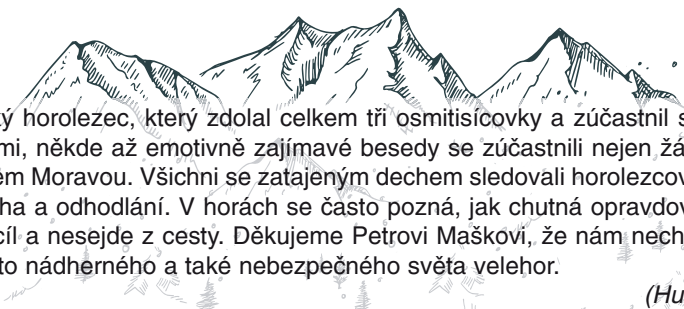 ký horolezec, který zdolal celkem tři osmitisícovky a zúčastnil s
mi, někde až emotivně zajímavé besedy se zúčastnili nejen žá
ěm Moravou. Všichni se zatajeným dechem sledovali horolezcov
ha a odhodlání. V horách se často pozná, jak chutná opravdov
cíl a nesejde z cesty. Děkujeme Petrovi Maškovi, že nám nech
to nádherného a také nebezpečného světa velehor.
(Hu